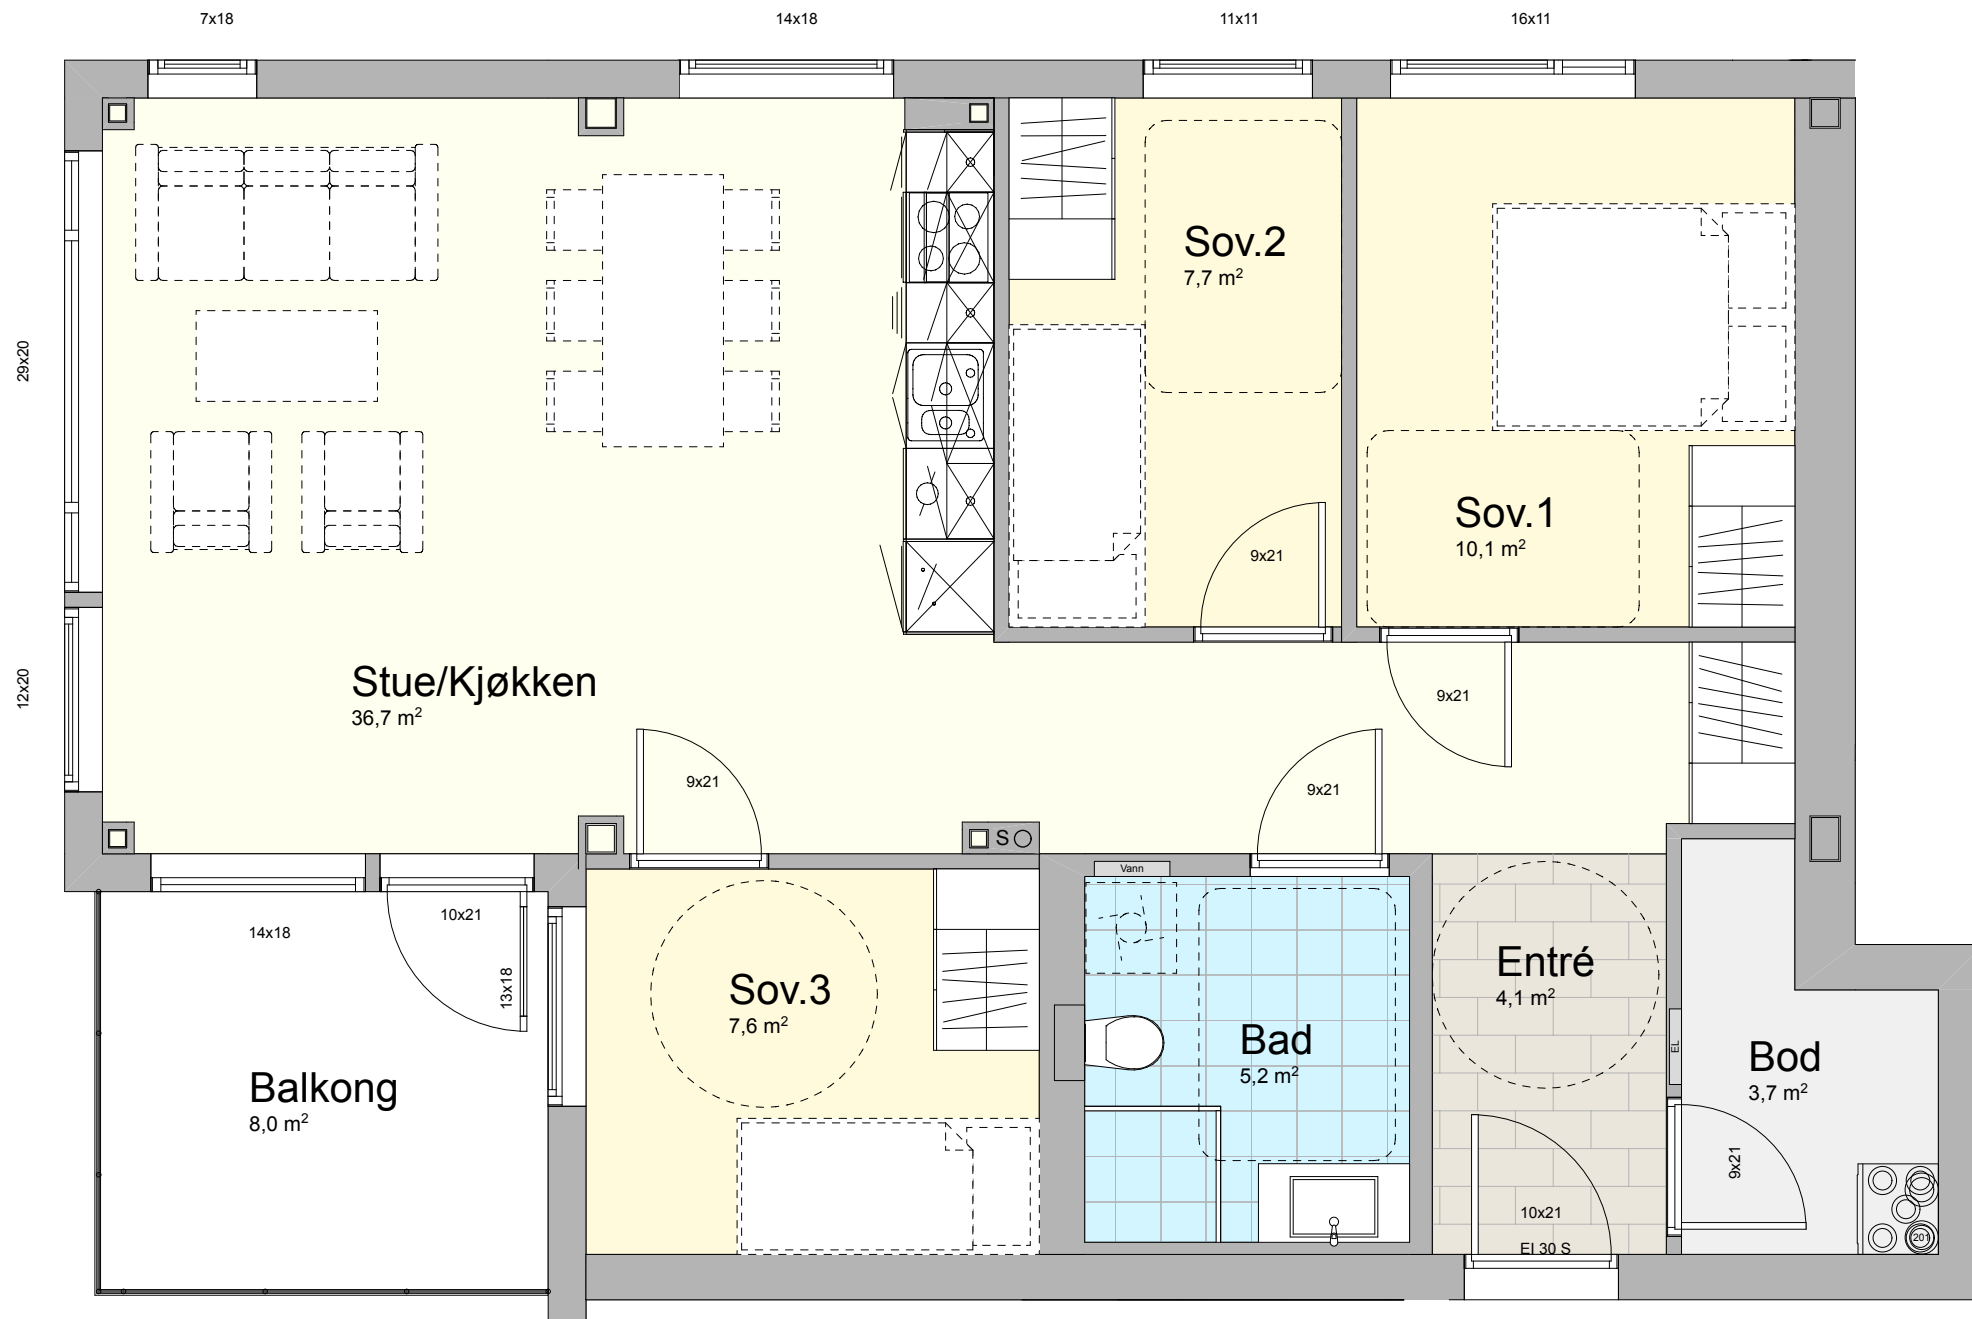 7x18
14x18
11x11
16x11
29x20
12x20
Sov.2
7,7 m²
Sov.1
10,1 m²
9x21
Stue/Kjøkken
36,7 m²
9x21
9x21
9x21
S
Vann
14x18
10x21
13x18
Sov.3
7,6 m²
Balkong
8,0 m²
Bad
5,2 m²
Entré
4,1 m²
EL
Bod
3,7 m²
9x21
10x21
EI 30 S
201